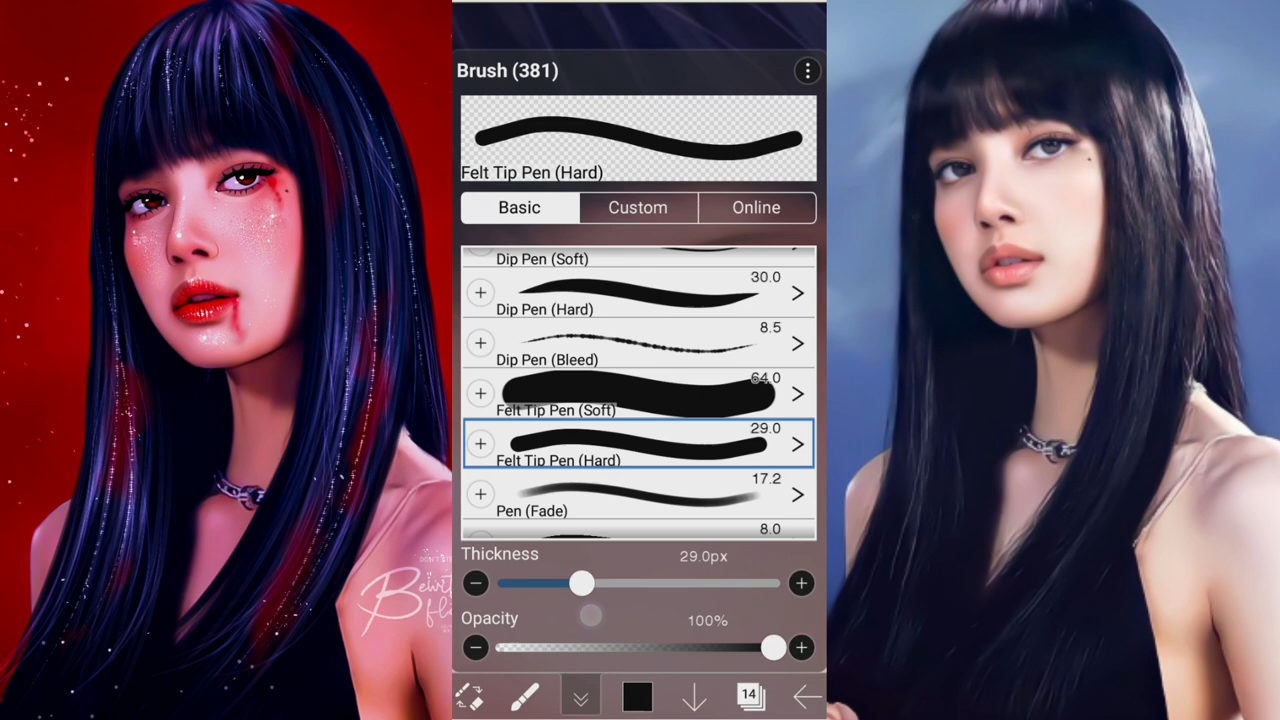 Brush (381)
Felt Tip Pen (Hard)
Basic
Custom
Online
Dip Pen (Soft)
30.0
Dip Pen (Hard)
8.5
Dip Pen (Bleed)
64.0
Felt Tip Pen (Soft)
29.0
Felt Tip Pen (Hard)
17.2
Pen (Fade)
8.0
Thickness
29.0px
Opacity
100%
14